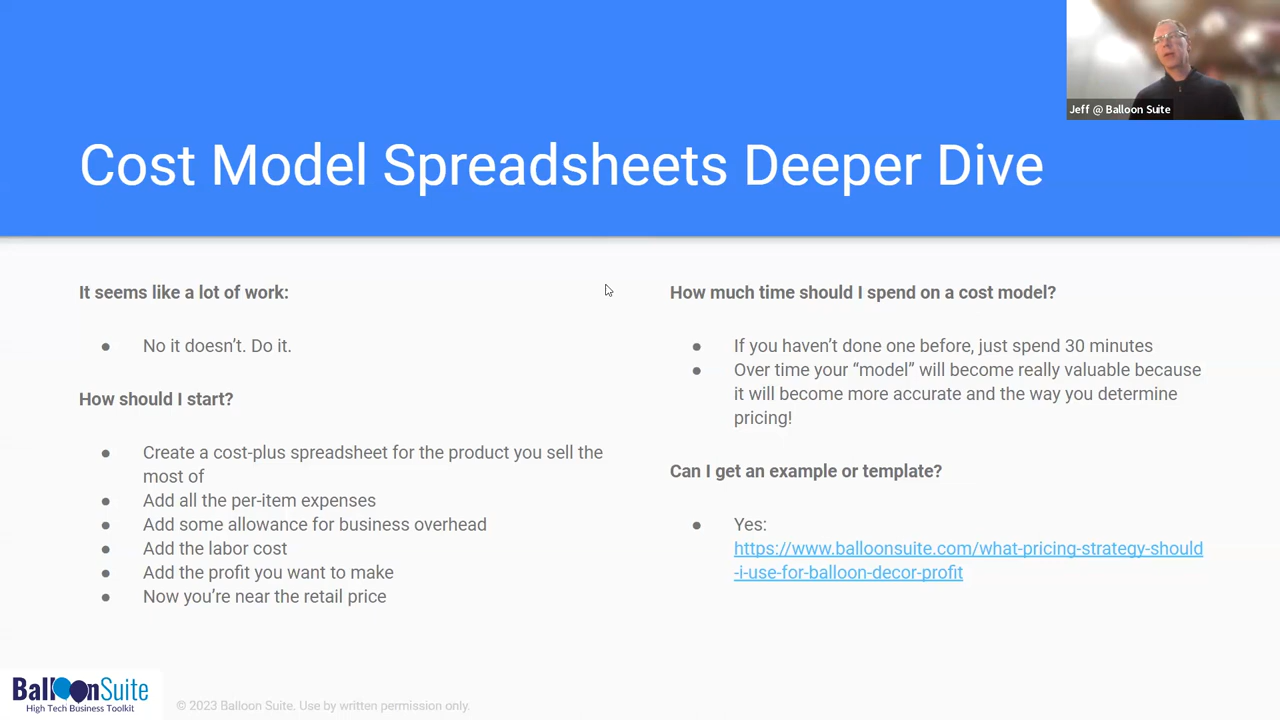 Jeff @ Balloon Suite
Cost Model Spreadsheets Deeper Dive
It seems like a lot of work:
● No it doesn’t. Do it.
How should I start?
● Create a cost-plus spreadsheet for the product you sell the
most of
● Add all the per-item expenses
● Add some allowance for business overhead
● Add the labor cost
● Add the profit you want to make
● Now you’re near the retail price
How much time should I spend on a cost model?
● If you haven’t done one before, just spend 30 minutes
● Over time your “model” will become really valuable because
it will become more accurate and the way you determine
pricing!
Can I get an example or template?
● Yes:
https://www.balloonsuite.com/what-pricing-strategy-should
-i-use-for-balloon-decor-profit
BalloonSuite
High Tech Business Toolkit
© 2023 Balloon Suite. Use by written permission only.